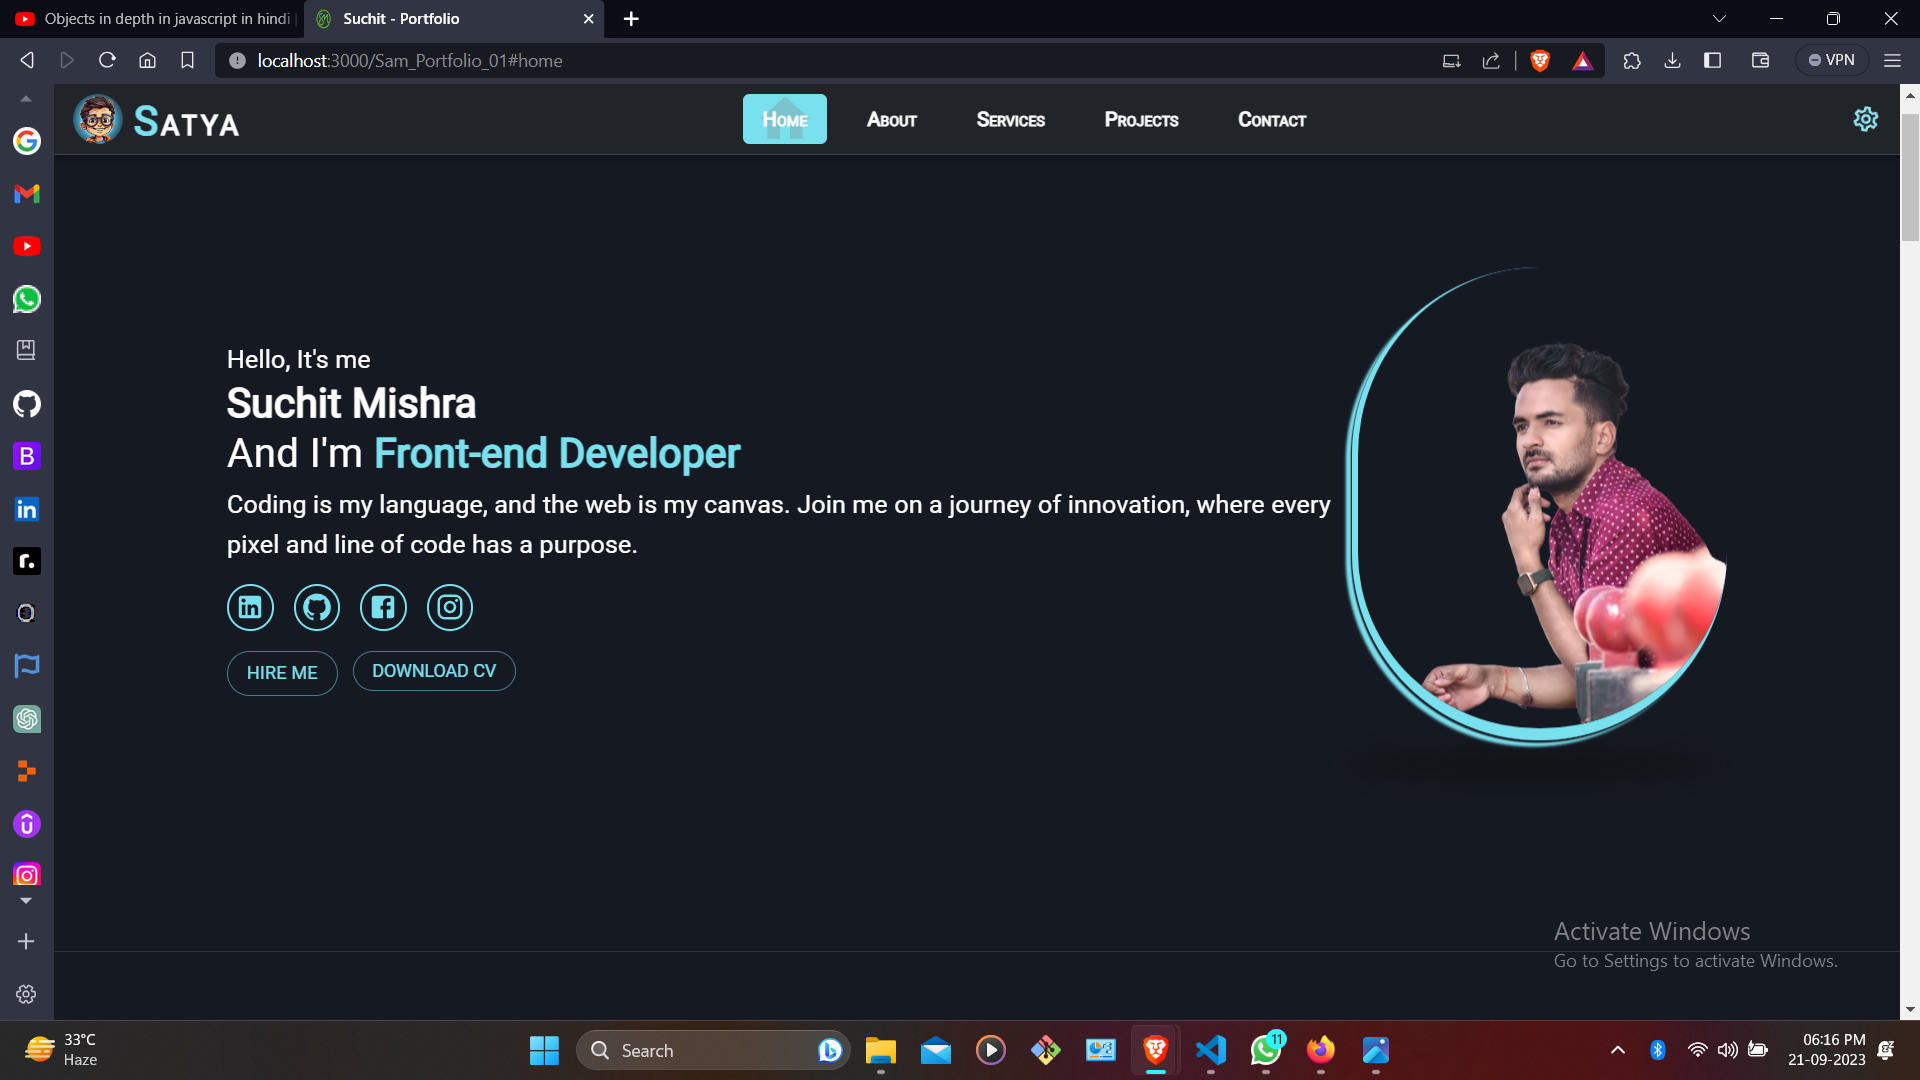 Objects in depth in javascript in hindi
Suchit - Portfolio
localhost:3000/Sam_Portfolio_01#home
VPN
SATYA
HOME
ABOUT
SERVICES
PROJECTS
CONTACT
Hello, It's me
Suchit Mishra
And I'm Front-end Developer
Coding is my language, and the web is my canvas. Join me on a journey of innovation, where every
pixel and line of code has a purpose.
HIRE ME
DOWNLOAD CV
Activate Windows
Go to Settings to activate Windows.
33°C
Haze
Search
11
06:16 PM
21-09-2023